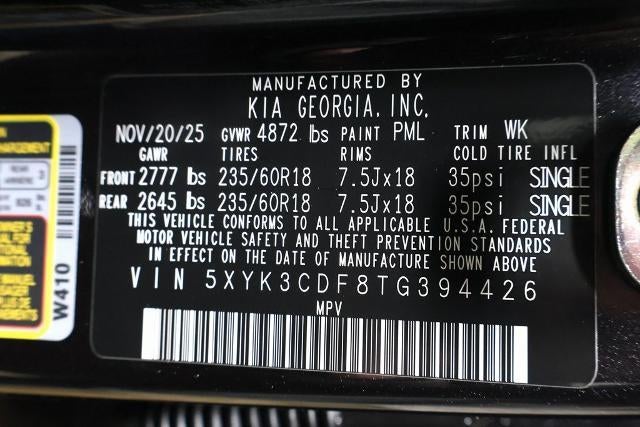 MANUFACTURED BY
KIA GEORGIA, INC.
NOV/20/25 GVWR 4872 lbs PAINT PML TRIM WK
GAWR TIRES RIMS COLD TIRE INFL
FRONT 2777 lbs 235/60R18 7.5Jx18 35psi SINGLE
REAR 2645 lbs 235/60R18 7.5Jx18 35psi SINGLE
THIS VEHICLE CONFORMS TO ALL APPLICABLE U.S.A. FEDERAL
MOTOR VEHICLE SAFETY AND THEFT PREVENTION STANDARDS
IN EFFECT ON THE DATE OF MANUFACTURE SHOWN ABOVE
VIN 5XYK3CDF8TG394426
MPV
W410